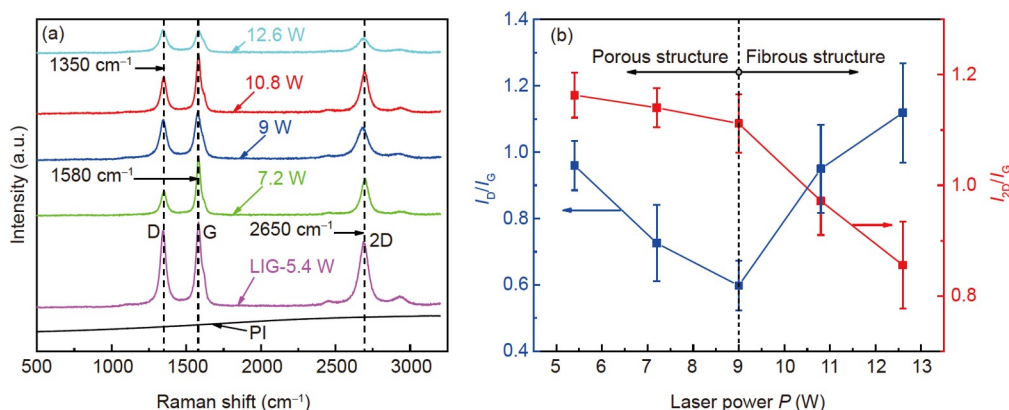 (a)
12.6 W
1350 cm⁻¹
10.8 W
9 W
1580 cm⁻¹
7.2 W
2650 cm⁻¹
D
G
2D
LIG-5.4 W
PI
Intensity (a.u.)
500 1000 1500 2000 2500 3000
Raman shift (cm⁻¹)
(b)
Porous structure
Fibrous structure
1.4
1.2
1.0
0.8
0.6
0.4
I_D/I_G
1.2
1.0
0.8
I_2D/I_G
5 6 7 8 9 10 11 12 13
Laser power P (W)